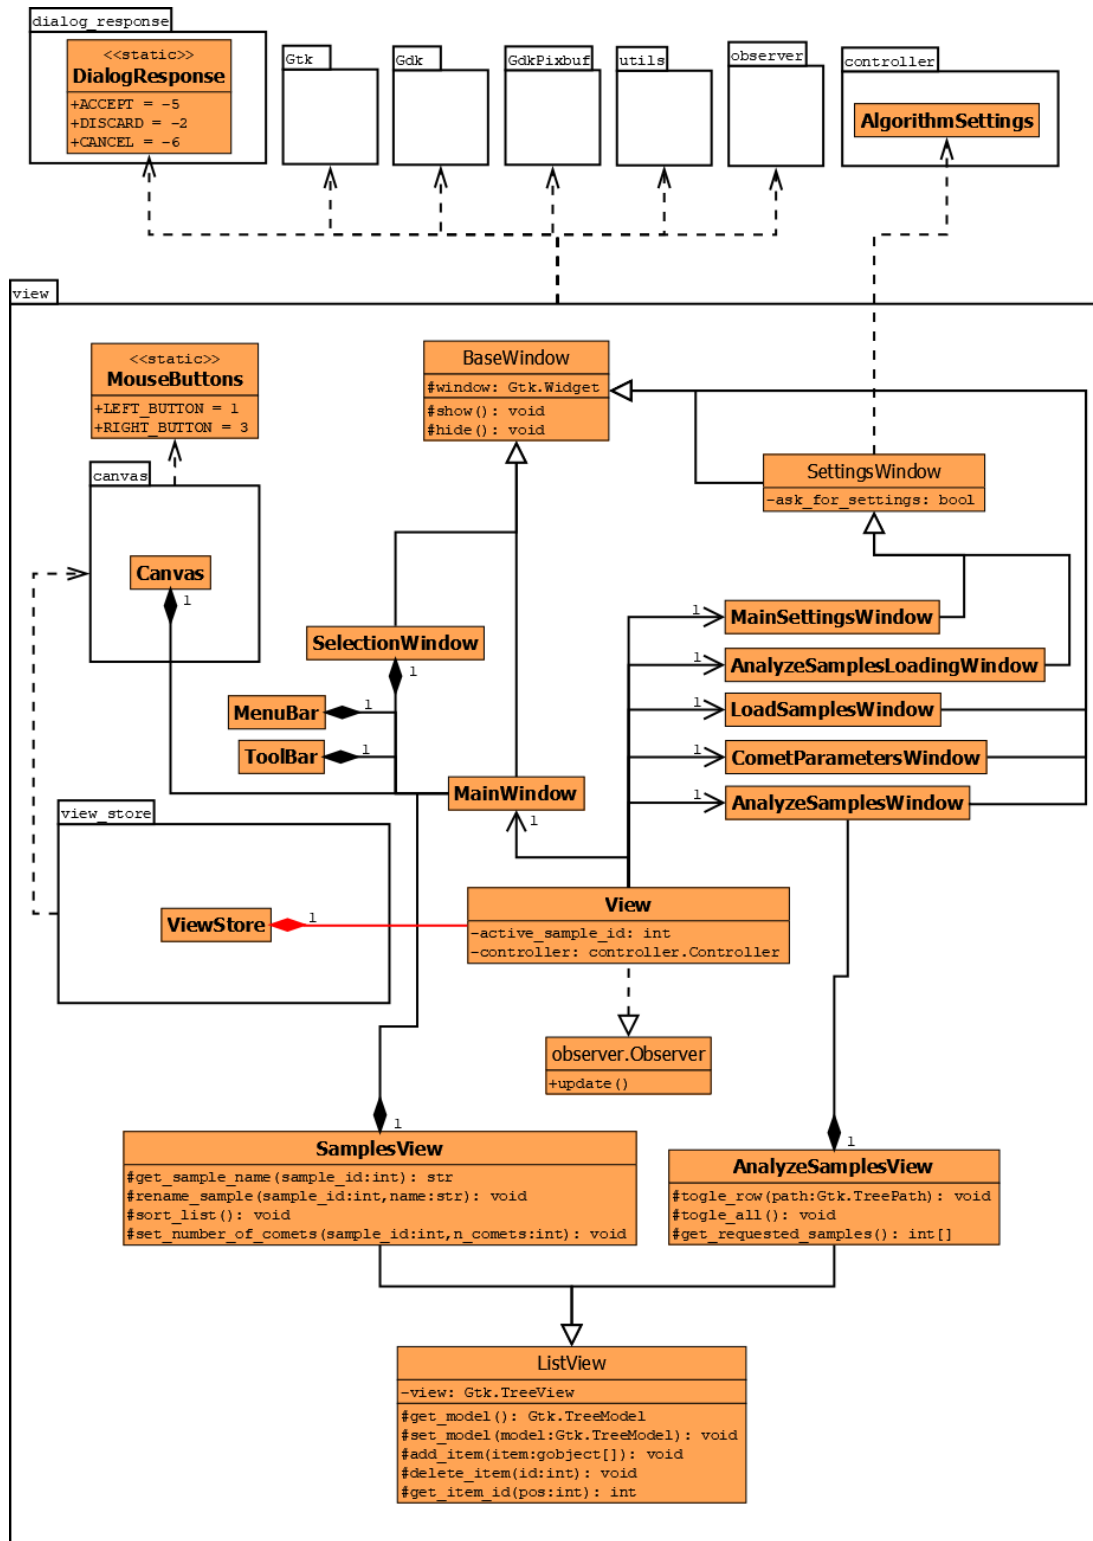 dialog_response
<<static>>
DialogResponse
+ACCEPT = -5
+DISCARD = -2
+CANCEL = -6
Gtk
Gdk
GdkPixbuf
utils
observer
controller
AlgorithmSettings
view
<<static>>
MouseButtons
+LEFT_BUTTON = 1
+RIGHT_BUTTON = 3
BaseWindow
#window: Gtk.Widget
#show(): void
#hide(): void
SettingsWindow
-ask_for_settings: bool
canvas
Canvas
1
SelectionWindow
1
MenuBar
1
ToolBar
1
MainWindow
1
1
MainSettingsWindow
1
AnalyzeSamplesLoadingWindow
1
LoadSamplesWindow
1
CometParametersWindow
1
AnalyzeSamplesWindow
view_store
ViewStore
1
View
-active_sample_id: int
-controller: controller.Controller
observer.Observer
+update()
1
SamplesView
#get_sample_name(sample_id:int): str
#rename_sample(sample_id:int,name:str): void
#sort_list(): void
#set_number_of_comets(sample_id:int,n_comets:int): void
1
AnalyzeSamplesView
#togle_row(path:Gtk.TreePath): void
#togle_all(): void
#get_requested_samples(): int[]
ListView
-view: Gtk.TreeView
#get_model(): Gtk.TreeModel
#set_model(model:Gtk.TreeModel): void
#add_item(item:gobject[]): void
#delete_item(id:int): void
#get_item_id(pos:int): int